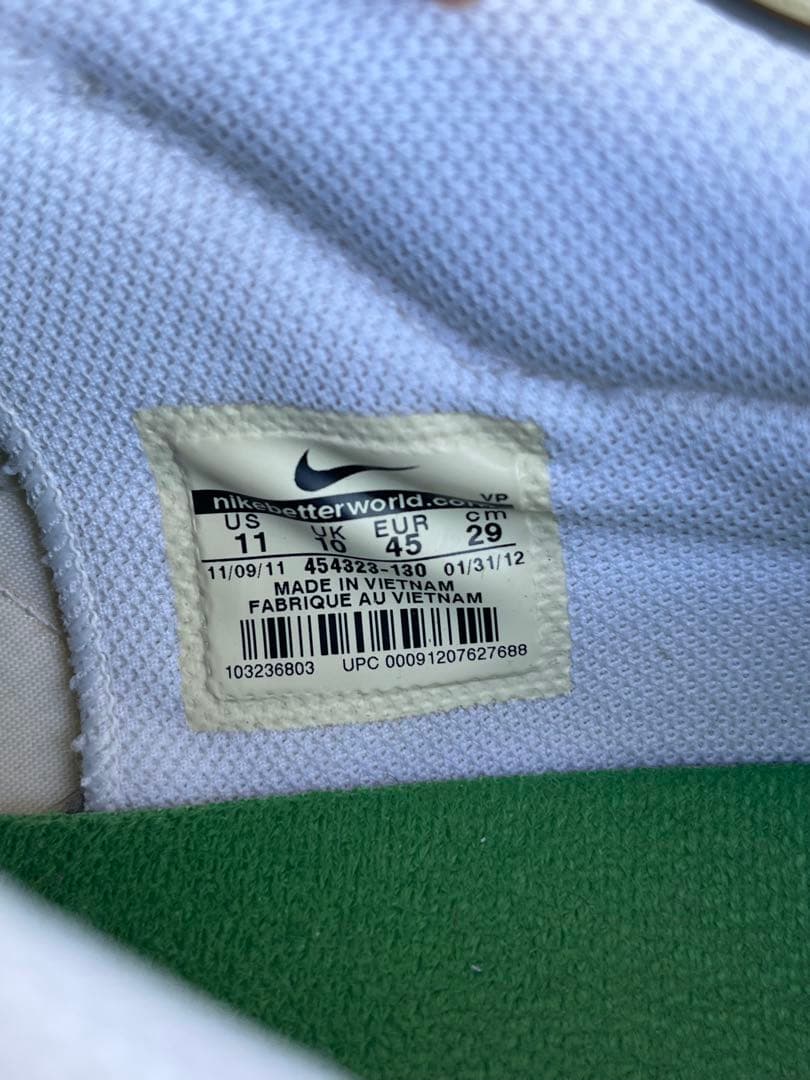 nikebetterworld.com VP
US UK EUR cm
11 10 45 29
11/09/11 454323-130 01/31/12
MADE IN VIETNAM
FABRIQUE AU VIETNAM
103236803 UPC 00091207627688